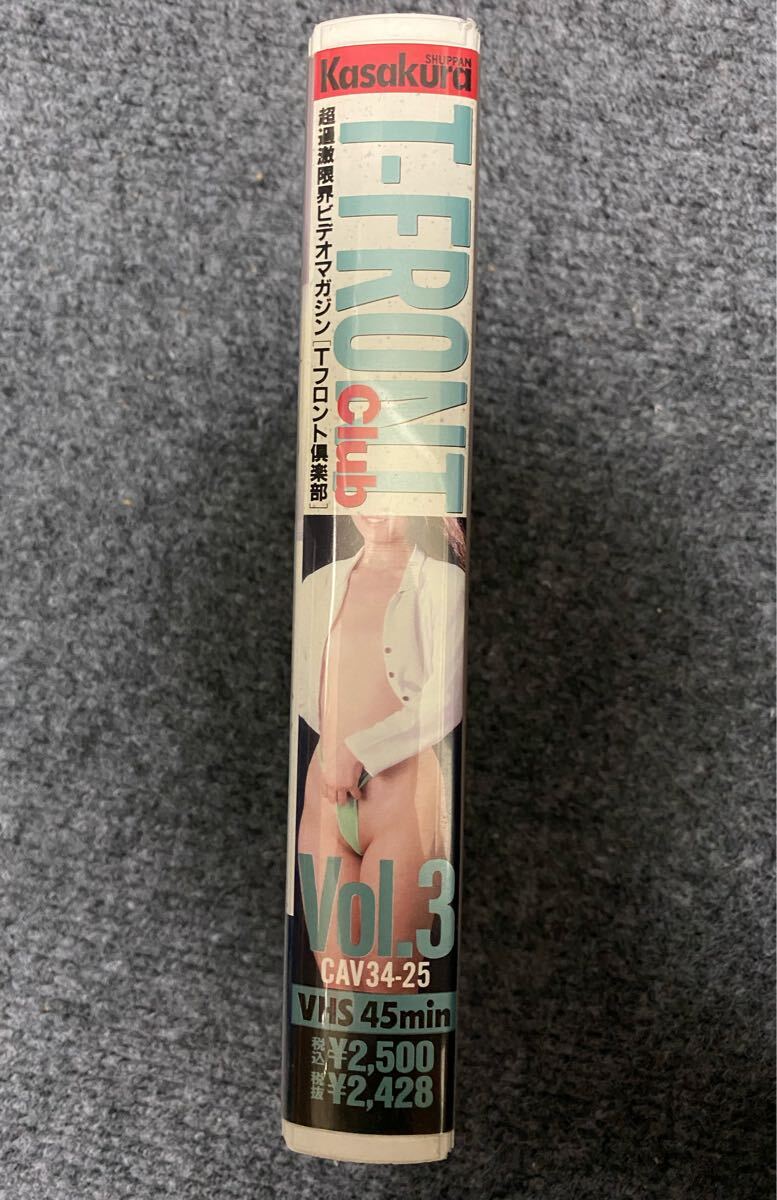 SHUPPAN
Kasakura
T-FRONT
Club
超過激限界ビデオマガジン[Tフロント倶楽部]
Vol.3
CAV34-25
VHS 45min
税込 ¥2,500
税抜 ¥2,428